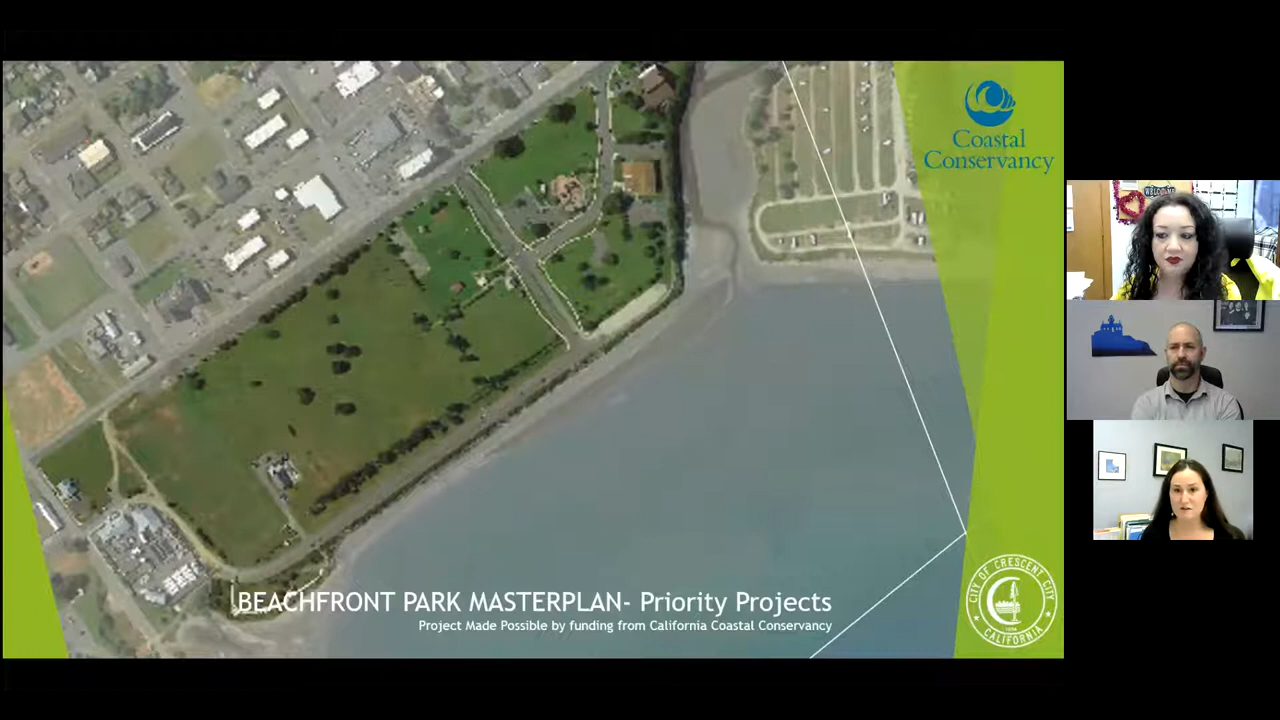 Coastal
Conservancy
WELCOME
BEACHFRONT PARK MASTERPLAN- Priority Projects
Project Made Possible by funding from California Coastal Conservancy
CITY OF CRESCENT CITY
CALIFORNIA